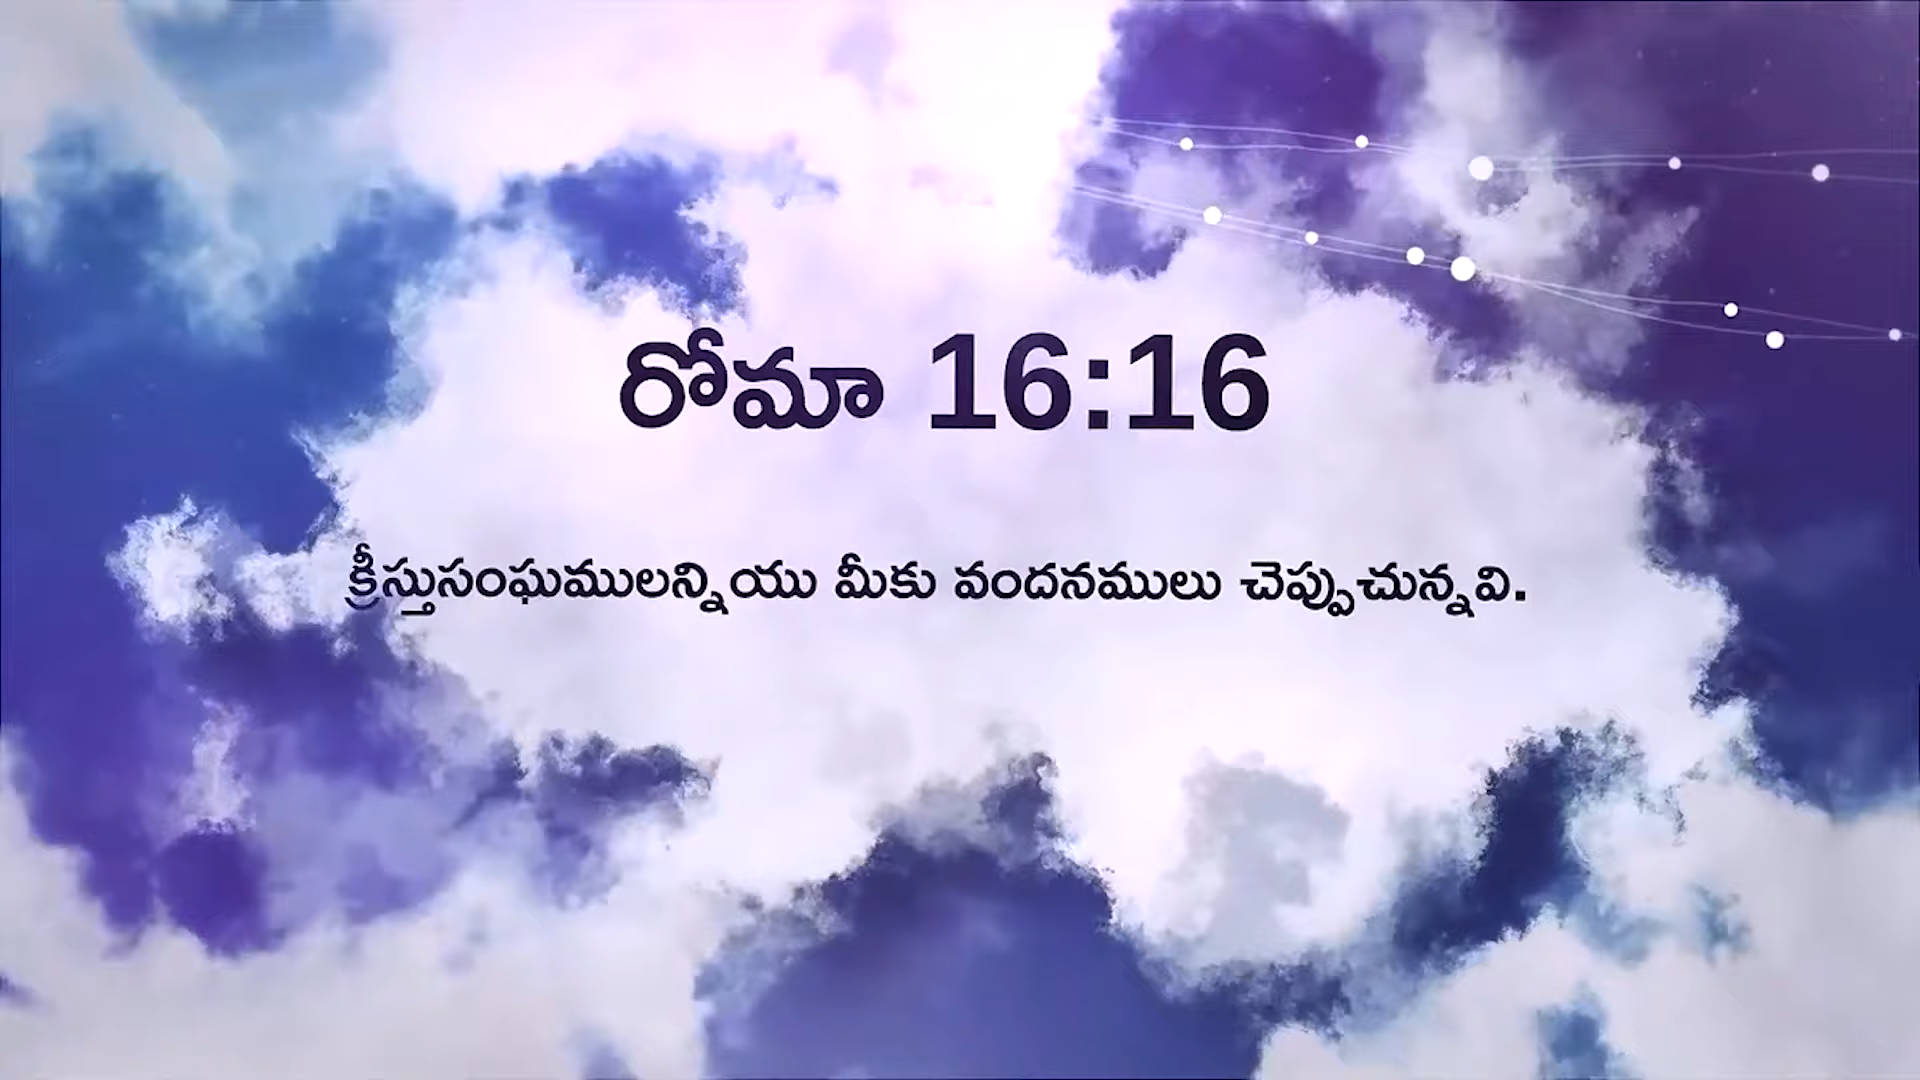 రోమా 16:16
క్రీస్తుసంఘములన్నియు మీకు వందనములు చెప్పుచున్నవి.